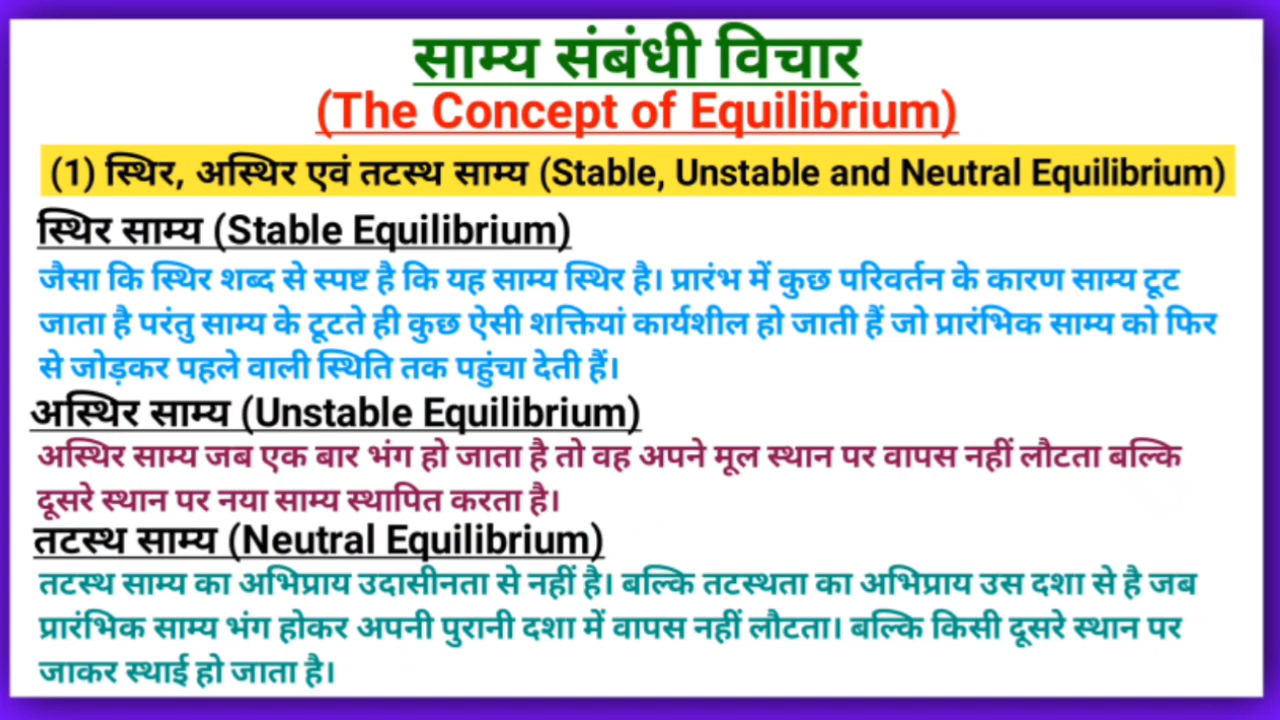 साम्य संबंधी विचार
(The Concept of Equilibrium)
(1) स्थिर, अस्थिर एवं तटस्थ साम्य (Stable, Unstable and Neutral Equilibrium)
स्थिर साम्य (Stable Equilibrium)
जैसा कि स्थिर शब्द से स्पष्ट है कि यह साम्य स्थिर है। प्रारंभ में कुछ परिवर्तन के कारण साम्य टूट
जाता है परंतु साम्य के टूटते ही कुछ ऐसी शक्तियां कार्यशील हो जाती हैं जो प्रारंभिक साम्य को फिर
से जोड़कर पहले वाली स्थिति तक पहुंचा देती हैं।
अस्थिर साम्य (Unstable Equilibrium)
अस्थिर साम्य जब एक बार भंग हो जाता है तो वह अपने मूल स्थान पर वापस नहीं लौटता बल्कि
दूसरे स्थान पर नया साम्य स्थापित करता है।
तटस्थ साम्य (Neutral Equilibrium)
तटस्थ साम्य का अभिप्राय उदासीनता से नहीं है। बल्कि तटस्थता का अभिप्राय उस दशा से है जब
प्रारंभिक साम्य भंग होकर अपनी पुरानी दशा में वापस नहीं लौटता। बल्कि किसी दूसरे स्थान पर
जाकर स्थाई हो जाता है।